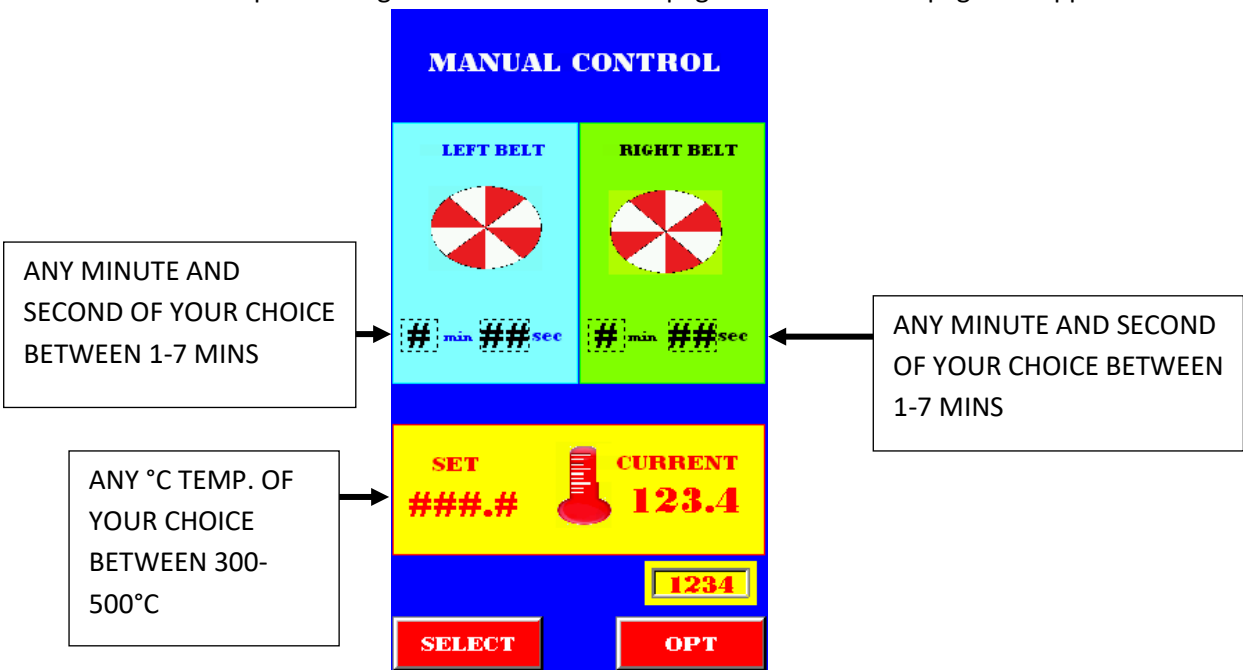 MANUAL CONTROL
LEFT BELT
RIGHT BELT
ANY MINUTE AND
SECOND OF YOUR CHOICE
BETWEEN 1-7 MINS
# min ## sec
# min ## sec
ANY MINUTE AND SECOND
OF YOUR CHOICE BETWEEN
1-7 MINS
ANY °C TEMP. OF
YOUR CHOICE
BETWEEN 300-
500°C
SET
###.#
CURRENT
123.4
1234
SELECT
OPT